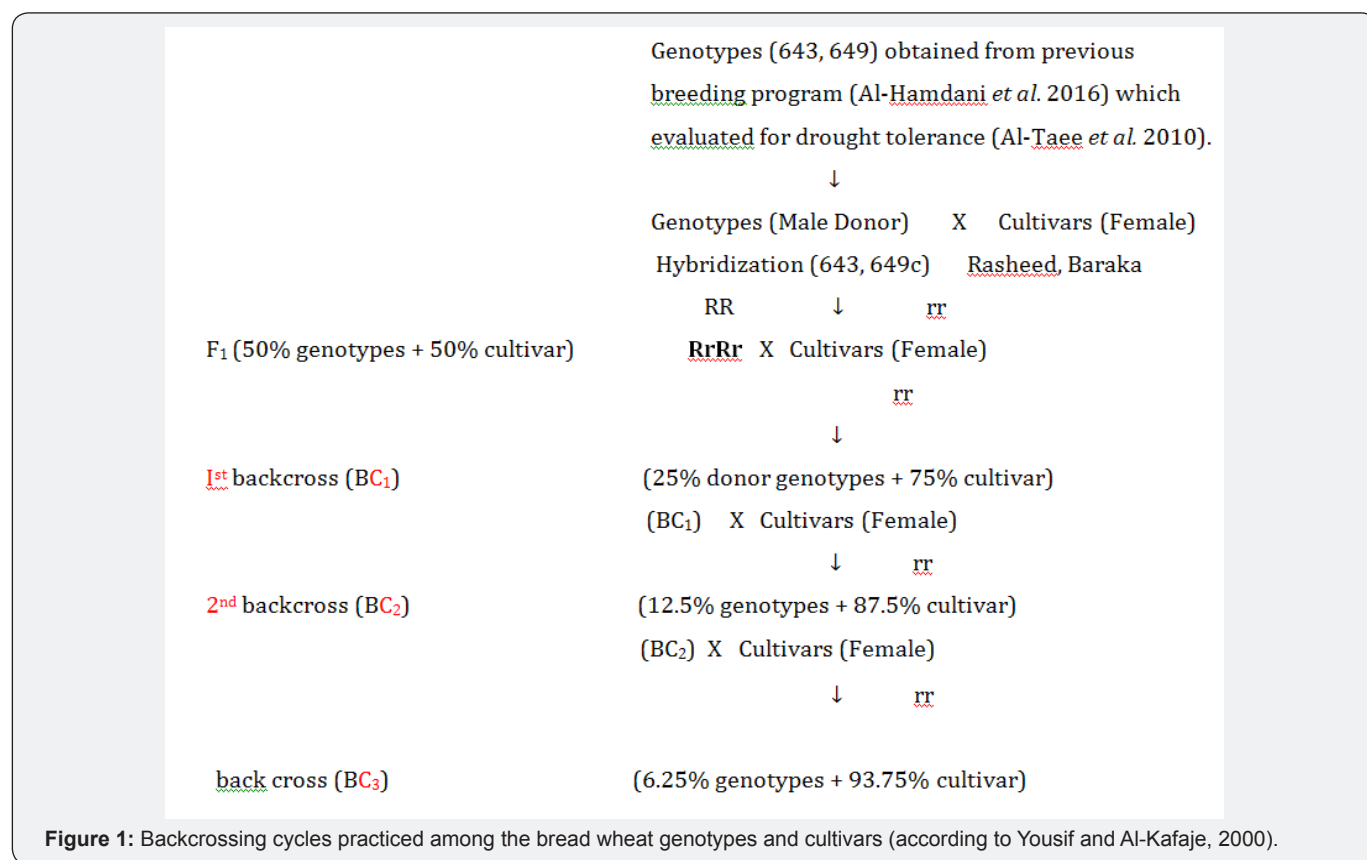 Genotypes (643, 649) obtained from previous
breeding program (Al-Hamdani et al. 2016) which
evaluated for drought tolerance (Al-Taee et al. 2010).
↓
Genotypes (Male Donor) X Cultivars (Female)
Hybridization (643, 649c) Rasheed, Baraka
RR ↓ rr
F₁ (50% genotypes + 50% cultivar) RrRr X Cultivars (Female)
rr
↓
Iˢᵗ backcross (BC₁) (25% donor genotypes + 75% cultivar)
(BC₁) X Cultivars (Female)
↓ rr
2ⁿᵈ backcross (BC₂) (12.5% genotypes + 87.5% cultivar)
(BC₂) X Cultivars (Female)
↓ rr
back cross (BC₃) (6.25% genotypes + 93.75% cultivar)
Figure 1: Backcrossing cycles practiced among the bread wheat genotypes and cultivars (according to Yousif and Al-Kafaje, 2000).